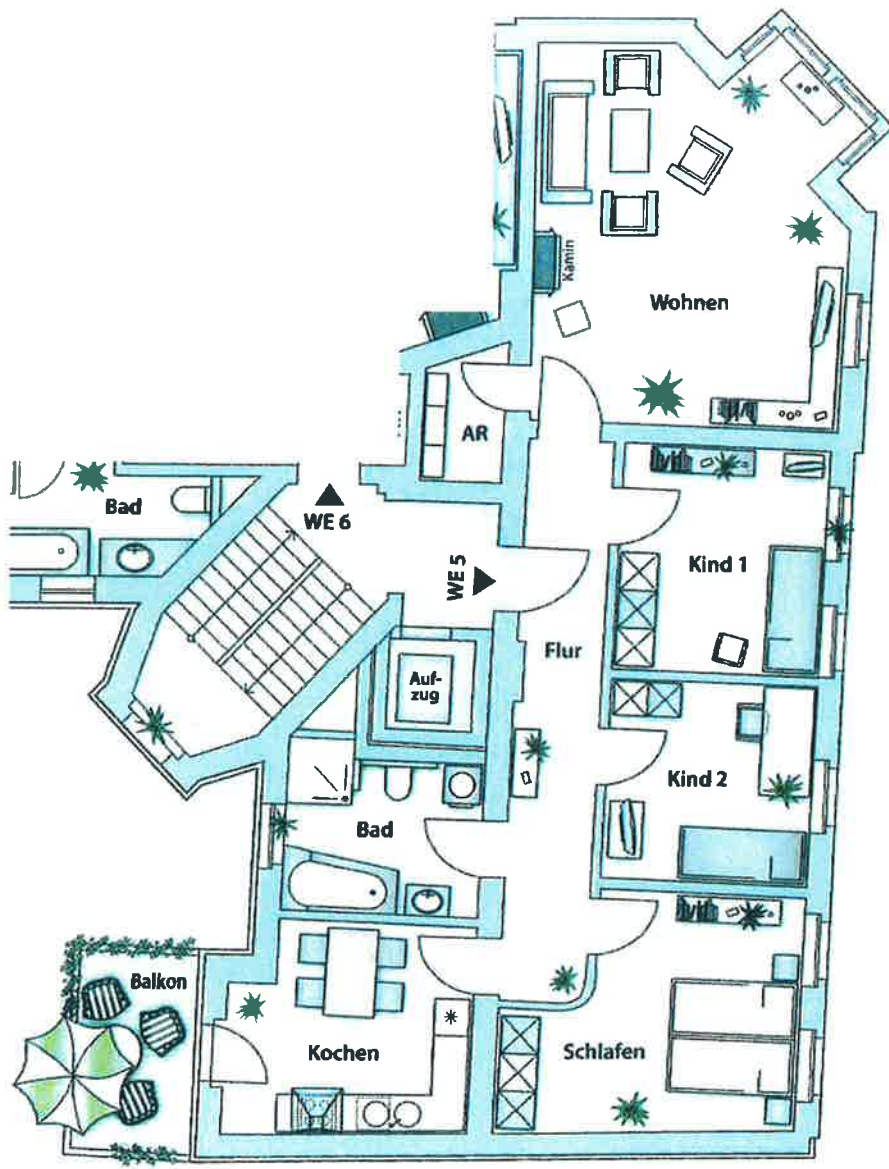 Kamin
Wohnen
AR
Bad
WE 6
WE 5
Kind 1
Flur
Auf-
zug
Kind 2
Bad
Balkon
Kochen
Schlafen